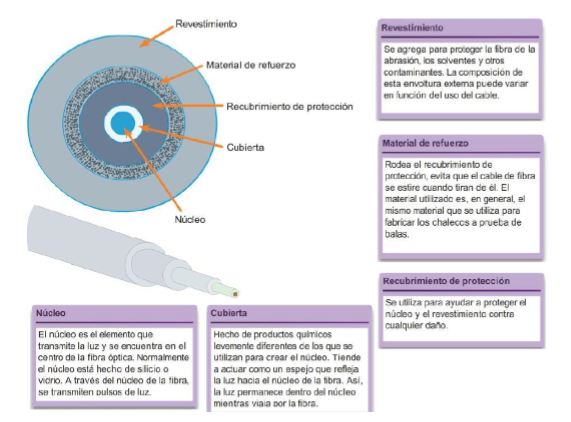 Revestimiento
Material de refuerzo
Recubrimiento de protección
Cubierta
Núcleo
Revestimiento
Se agrega para proteger la fibra de la
abrasión, los solventes y otros
contaminantes. La composición de
esta envoltura externa puede variar
en función del uso del cable.
Material de refuerzo
Rodea el recubrimiento de
protección, evita que el cable de fibra
se estire cuando tiran de él. El
material utilizado es, en general, el
mismo material que se utiliza para
fabricar los chalecos a prueba de
balas.
Recubrimiento de protección
Se utiliza para ayudar a proteger el
núcleo y el revestimiento contra
cualquier daño.
Núcleo
El núcleo es el elemento que
transmite la luz y se encuentra en el
centro de la fibra óptica. Normalmente
el núcleo está hecho de silicio o
vidrio. A través del núcleo de la fibra,
se transmiten pulsos de luz.
Cubierta
Hecho de productos químicos
levemente diferentes de los que se
utilizan para crear el núcleo. Tiende
a actuar como un espejo que refleja
la luz hacia el núcleo de la fibra. Así,
la luz permanece dentro del núcleo
mientras viaja por la fibra.